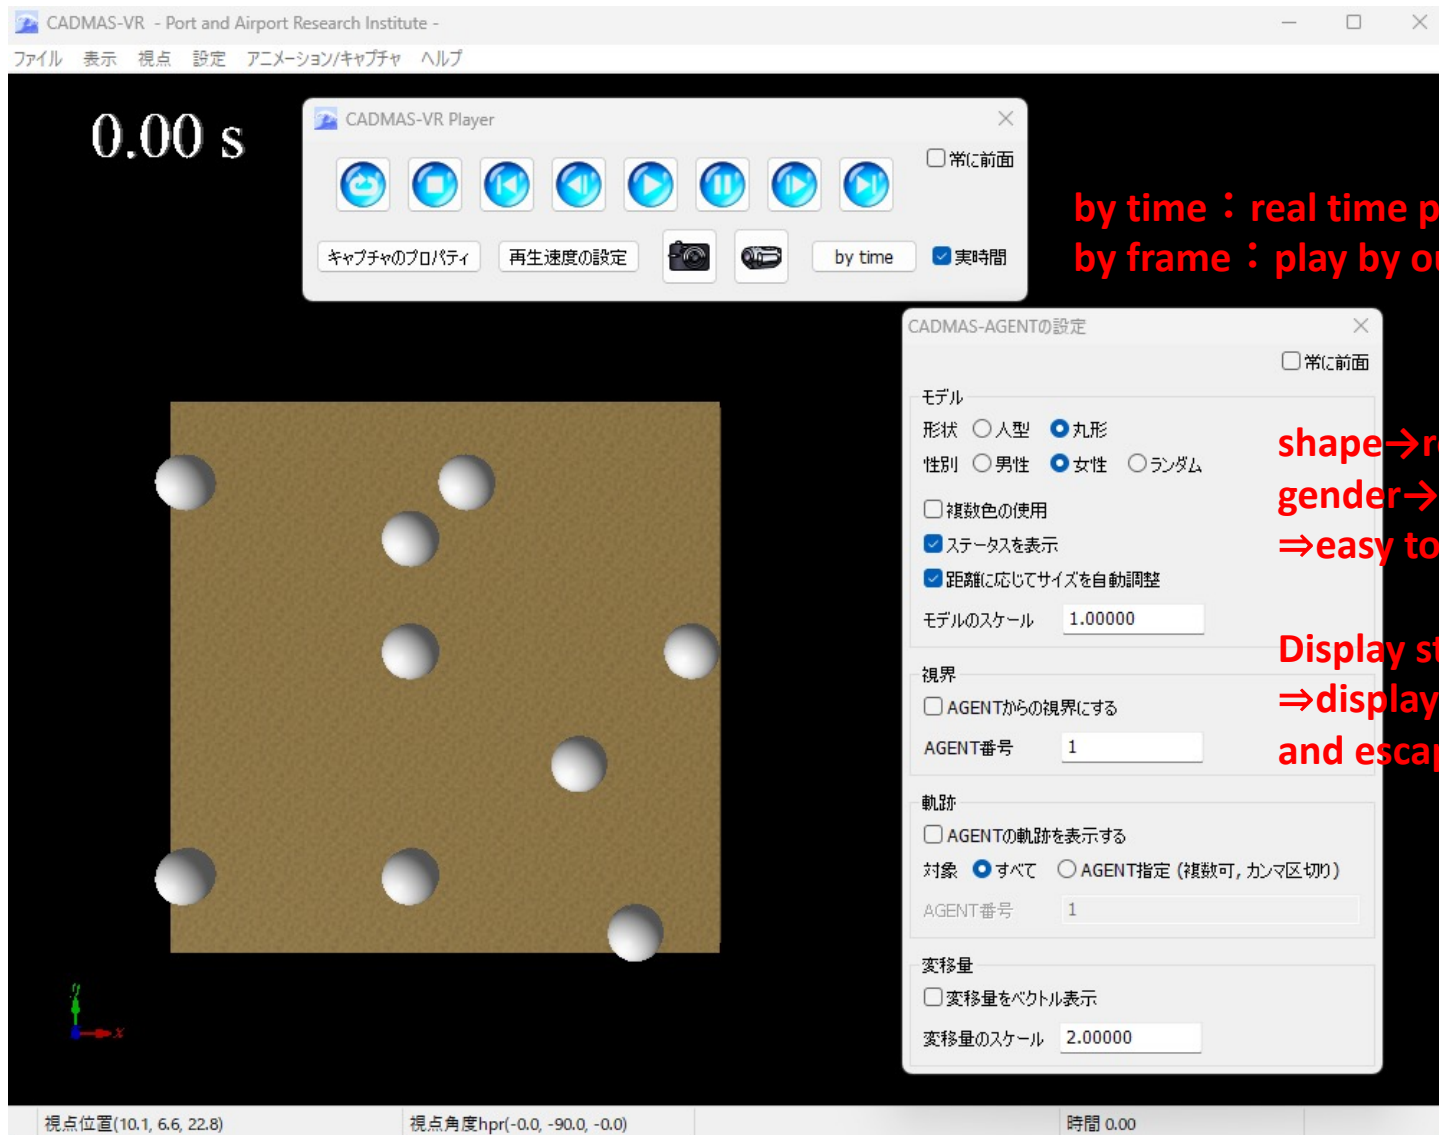 CADMAS-VR - Port and Airport Research Institute -
ファイル 表示 視点 設定 アニメーション/キャプチャ ヘルプ
0.00 s
CADMAS-VR Player
常に前面
キャプチャのプロパティ 再生速度の設定 by time 実時間
by time：real time
by frame：play by
CADMAS-AGENTの設定
常に前面
モデル
形状 人型 丸形
性別 男性 女性 ランダム
shape→
gender→
複数色の使用
ステータスを表示
⇒easy to
距離に応じてサイズを自動調整
モデルのスケール 1.00000
Display
視界
AGENTからの視界にする
⇒display
AGENT番号 1
and
軌跡
AGENTの軌跡を表示する
対象 すべて AGENT指定 (複数可, カンマ区切り)
AGENT番号 1
変移量
変移量をベクトル表示
変移量のスケール 2.00000
y
x
視点位置(10.1, 6.6, 22.8) 視点角度hpr(-0.0, -90.0, -0.0) 時間 0.00